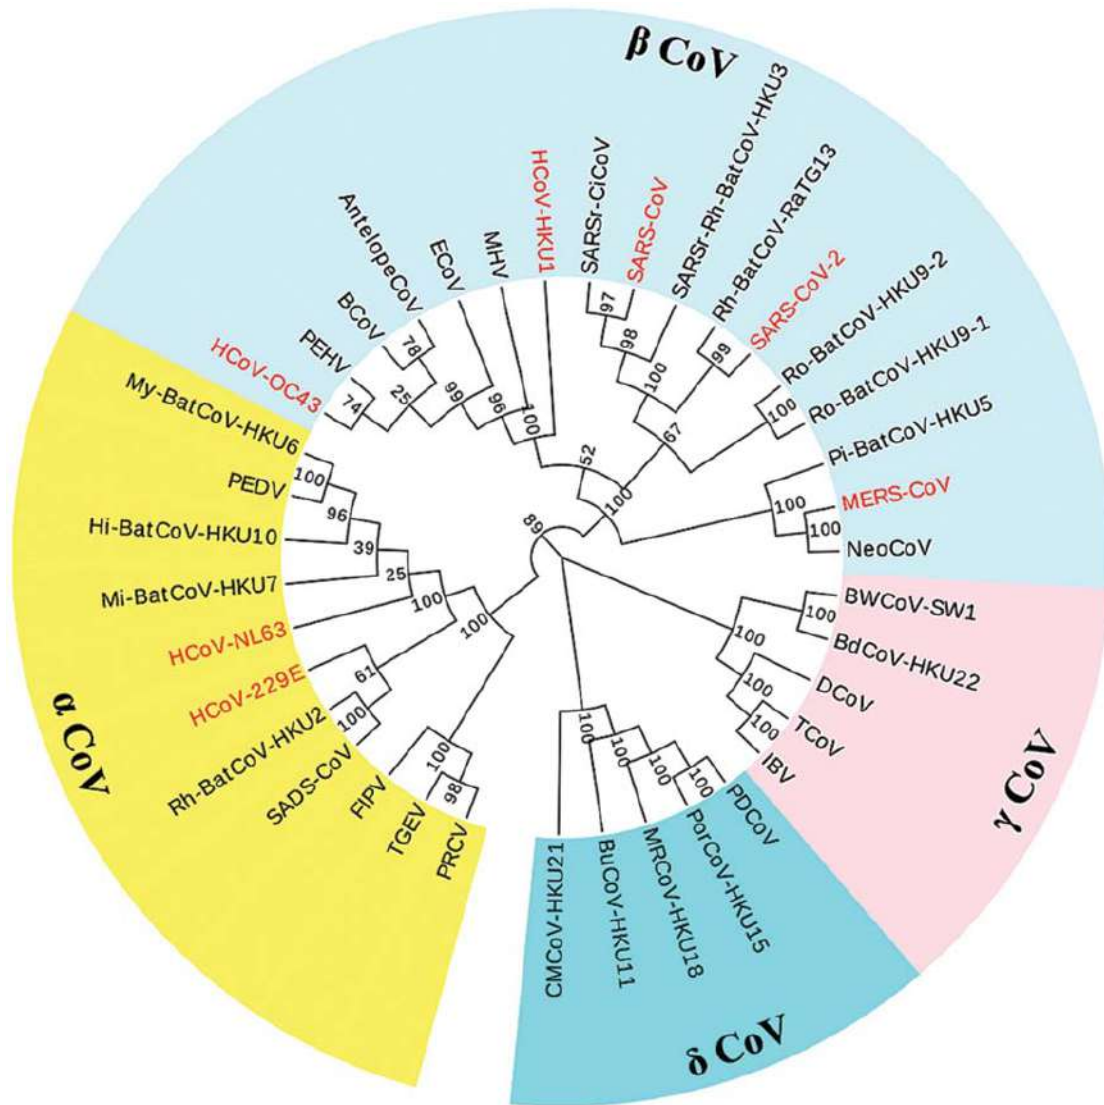 β CoV
HCoV-OC43
PEHV
BCoV
AntelopeCoV
ECoV
MHV
HCoV-HKU1
SARSr-CiCoV
SARS-CoV
SARSr-Rh-BatCoV-HKU3
Rh-BatCoV-RaTG13
SARS-CoV-2
Ro-BatCoV-HKU9-2
Ro-BatCoV-HKU9-1
Pi-BatCoV-HKU5
MERS-CoV
NeoCoV
BWCoV-SW1
BdCoV-HKU22
DCoV
TCoV
IBV
γ CoV
PDCoV
PorCoV-HKU15
MRCoV-HKU18
BuCoV-HKU11
CMCoV-HKU21
δ CoV
PRCV
TGEV
FIPV
SADS-CoV
Rh-BatCoV-HKU2
HCoV-229E
HCoV-NL63
Mi-BatCoV-HKU7
Hi-BatCoV-HKU10
PEDV
My-BatCoV-HKU6
α CoV
74
25
78
99
96
100
52
97
98
100
99
67
100
100
100
100
89
100
100
100
100
100
100
100
100
98
100
100
61
100
100
25
39
96
100